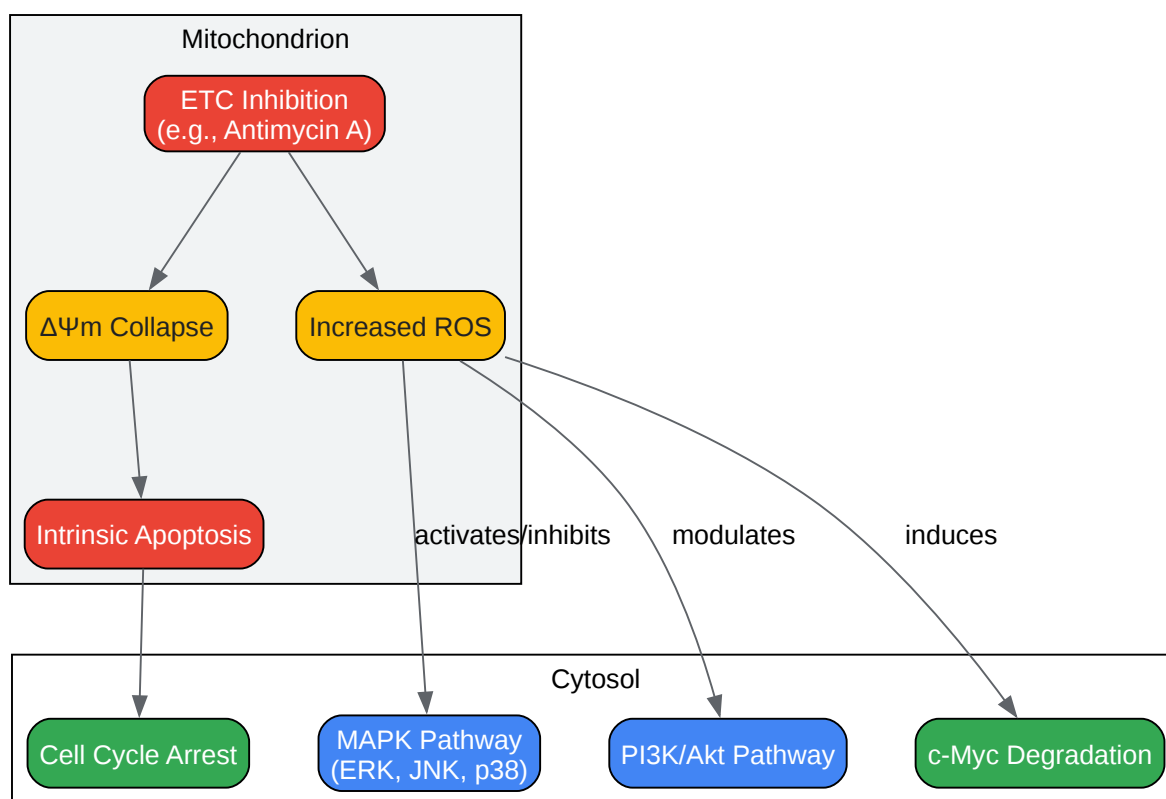 Mitochondrion
ETC Inhibition
(e.g., Antimycin A)
ΔΨm Collapse
Increased ROS
Intrinsic Apoptosis
activates/inhibits
modulates
induces
Cytosol
Cell Cycle Arrest
MAPK Pathway
(ERK, JNK, p38)
PI3K/Akt Pathway
c-Myc Degradation